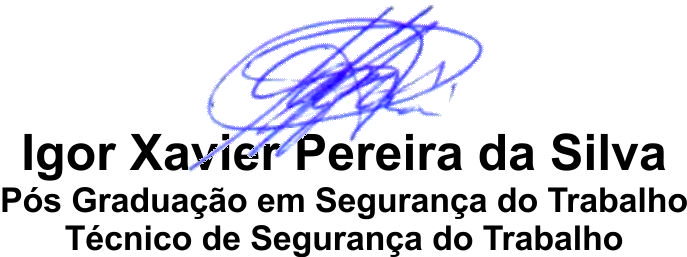 Igor Xavier Pereira da Silva
Pós Graduação em Segurança do Trabalho
Técnico de Segurança do Trabalho